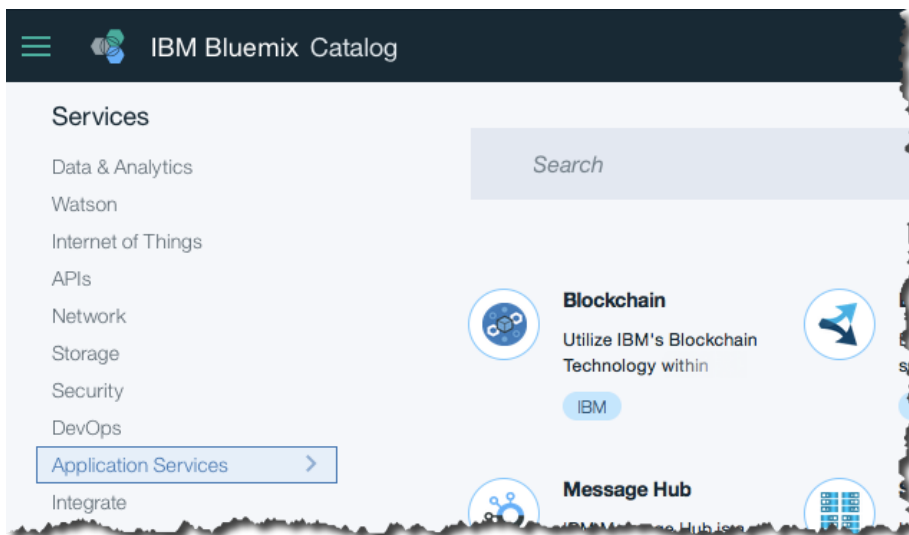 IBM Bluemix Catalog
Services
Data & Analytics
Watson
Internet of Things
APIs
Network
Storage
Security
DevOps
Application Services
Integrate
Search
Blockchain
Utilize IBM's Blockchain
Technology within
IBM
Message Hub